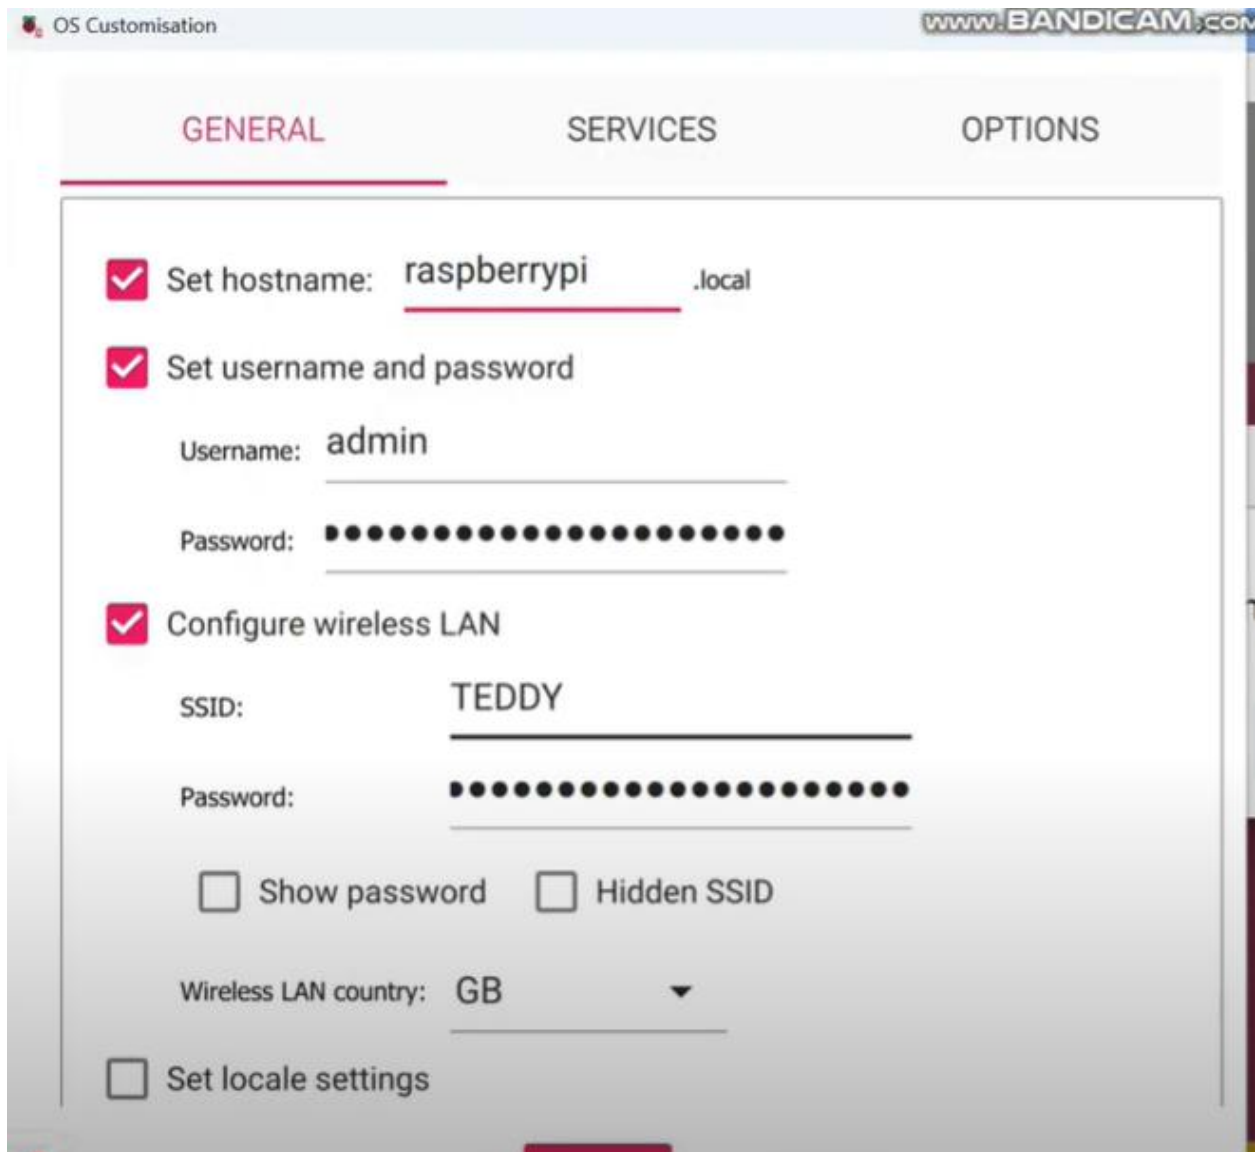 OS Customisation
www.BANDICAM.com
GENERAL SERVICES OPTIONS
Set hostname: raspberrypi .local
Set username and password
Username: admin
Password:
Configure wireless LAN
SSID: TEDDY
Password:
Show password Hidden SSID
Wireless LAN country: GB
Set locale settings